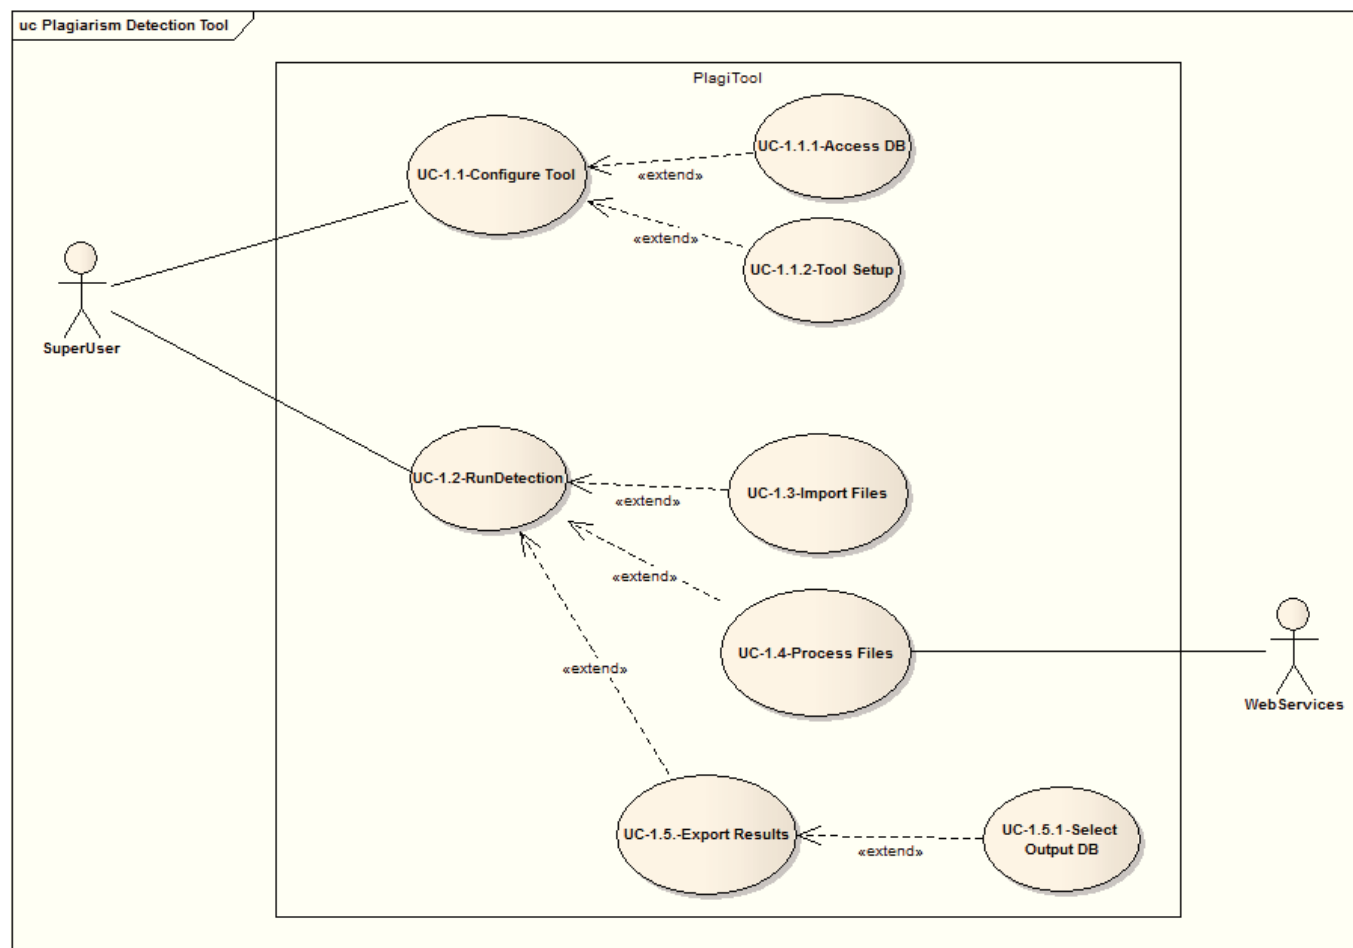 uc Plagiarism Detection Tool
PlagiTool
UC-1.1-Configure Tool
UC-1.1.1-Access DB
«extend»
UC-1.1.2-Tool Setup
«extend»
SuperUser
UC-1.2-RunDetection
UC-1.3-Import Files
«extend»
«extend»
UC-1.4-Process Files
«extend»
WebServices
UC-1.5.-Export Results
UC-1.5.1-Select
Output DB
«extend»